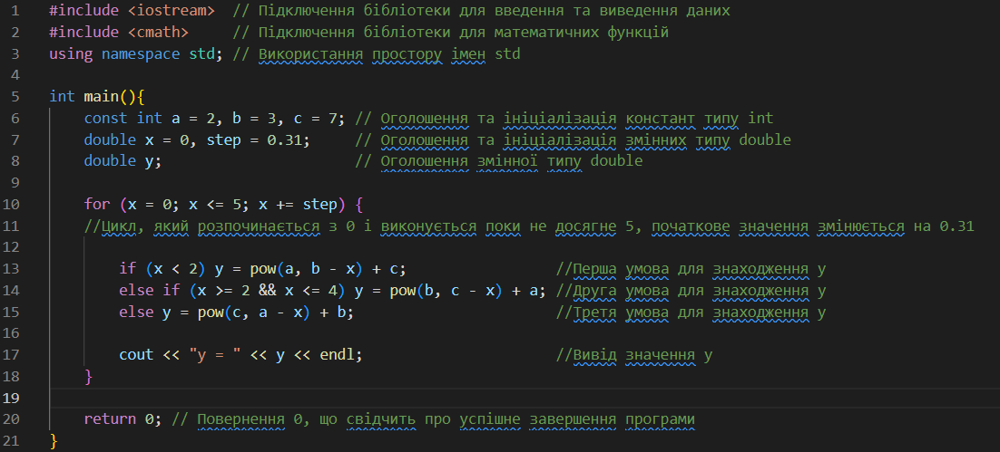 1 #include <iostream>  // Підключення бібліотеки для введення та виведення даних
2 #include <cmath>     // Підключення бібліотеки для математичних функцій
3 using namespace std; // Використання простору імен std
4
5 int main(){
6     const int a = 2, b = 3, c = 7; // Оголошення та ініціалізація констант типу int
7     double x = 0, step = 0.31;     // Оголошення та ініціалізація змінних типу double
8     double y;                      // Оголошення змінної типу double
9
10     for (x = 0; x <= 5; x += step) {
11     //Цикл, який розпочинається з 0 і виконується поки не досягне 5, початкове значення змінюється на 0.31
12
13         if (x < 2) y = pow(a, b - x) + c;                 //Перша умова для знаходження y
14         else if (x >= 2 && x <= 4) y = pow(b, c - x) + a; //Друга умова для знаходження y
15         else y = pow(c, a - x) + b;                       //Третя умова для знаходження y
16
17         cout << "y = " << y << endl;                      //Вивід значення y
18     }
19
20     return 0; // Повернення 0, що свідчить про успішне завершення програми
21 }